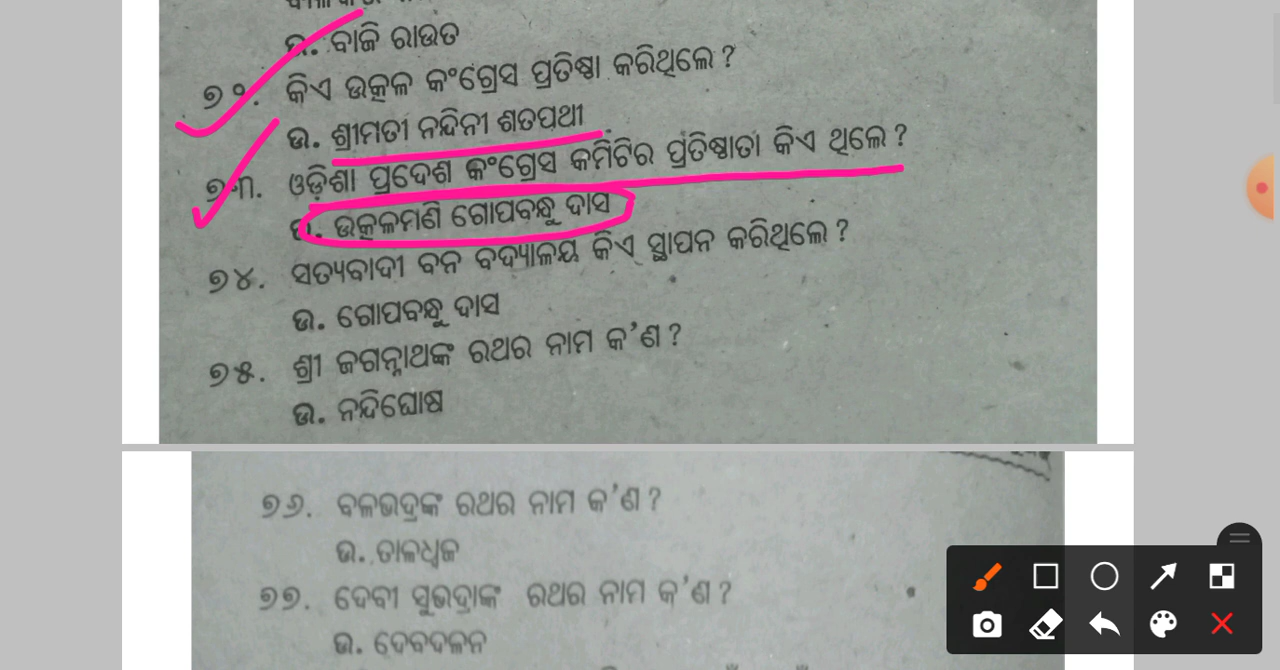 ଉ. ବାଜି ରାଉତ
୭୨. କିଏ ଉତ୍କଳ କଂଗ୍ରେସ ପ୍ରତିଷ୍ଠା କରିଥିଲେ ?
ଉ. ଶ୍ରୀମତୀ ନନ୍ଦିନୀ ଶତପଥୀ
୭୩. ଓଡ଼ିଶା ପ୍ରଦେଶ କଂଗ୍ରେସ କମିଟିର ପ୍ରତିଷ୍ଠାତା କିଏ ଥିଲେ ?
ଉ. ଉତ୍କଳମଣି ଗୋପବନ୍ଧୁ ଦାସ
୭୪. ସତ୍ୟବାଦୀ ବନ ବଦ୍ୟାଳୟ କିଏ ସ୍ଥାପନ କରିଥିଲେ ?
ଉ. ଗୋପବନ୍ଧୁ ଦାସ
୭୫. ଶ୍ରୀ ଜଗନ୍ନାଥଙ୍କ ରଥର ନାମ କ'ଣ ?
ଉ. ନନ୍ଦିଘୋଷ
୭୬. ବଳଭଦ୍ରଙ୍କ ରଥର ନାମ କ'ଣ ?
ଉ. ତାଳଧ୍ୱଜ
୭୭. ଦେବୀ ସୁଭଦ୍ରାଙ୍କ ରଥର ନାମ କ'ଣ ?
ଉ. ଦେବଦଳନ